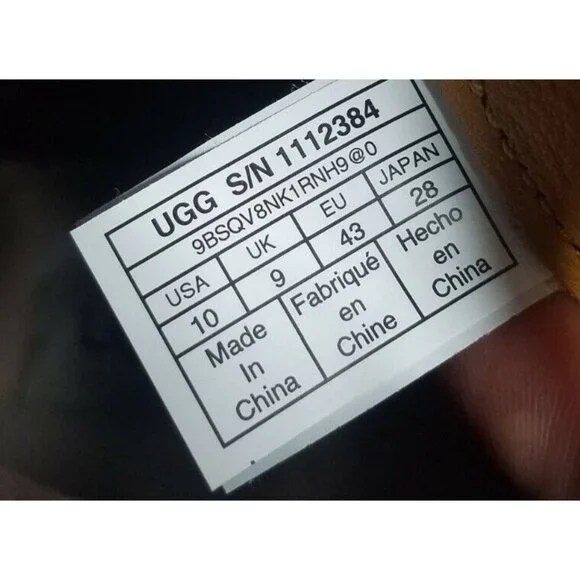 UGG S/N 1112384
9BSQV8NK1RNH9@0
USA UK EU JAPAN
10 9 43 28
Made Fabriqué Hecho
In en en
China Chine China